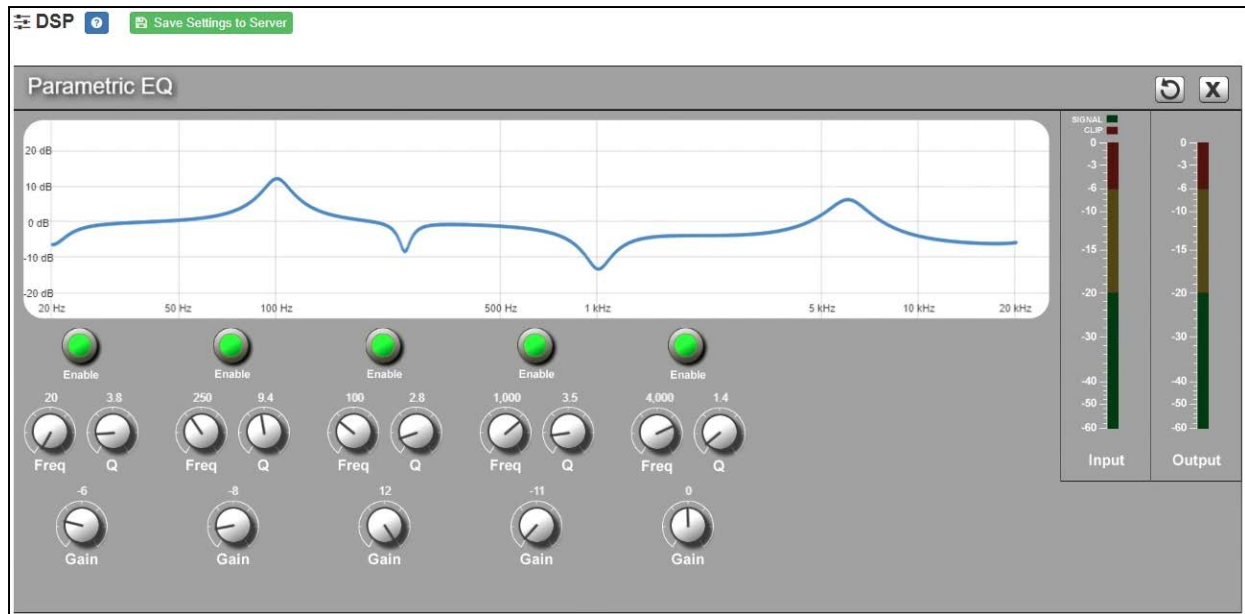 DSP ? Save Settings to Server
Parametric EQ X
20 dB
10 dB
0 dB
-10 dB
-20 dB
20 Hz 50 Hz 100 Hz 500 Hz 1 kHz 5 kHz 10 kHz 20 kHz
Enable Enable Enable Enable Enable
20 3.8 250 9.4 100 2.8 1,000 3.5 4,000 1.4
Freq Q Freq Q Freq Q Freq Q Freq Q
-6 -8 12 -11 0
Gain Gain Gain Gain Gain
SIGNAL
CLIP
0 0
-3 -3
-6 -6
-10 -10
-15 -15
-20 -20
-30 -30
-40 -40
-50 -50
-60 -60
Input Output